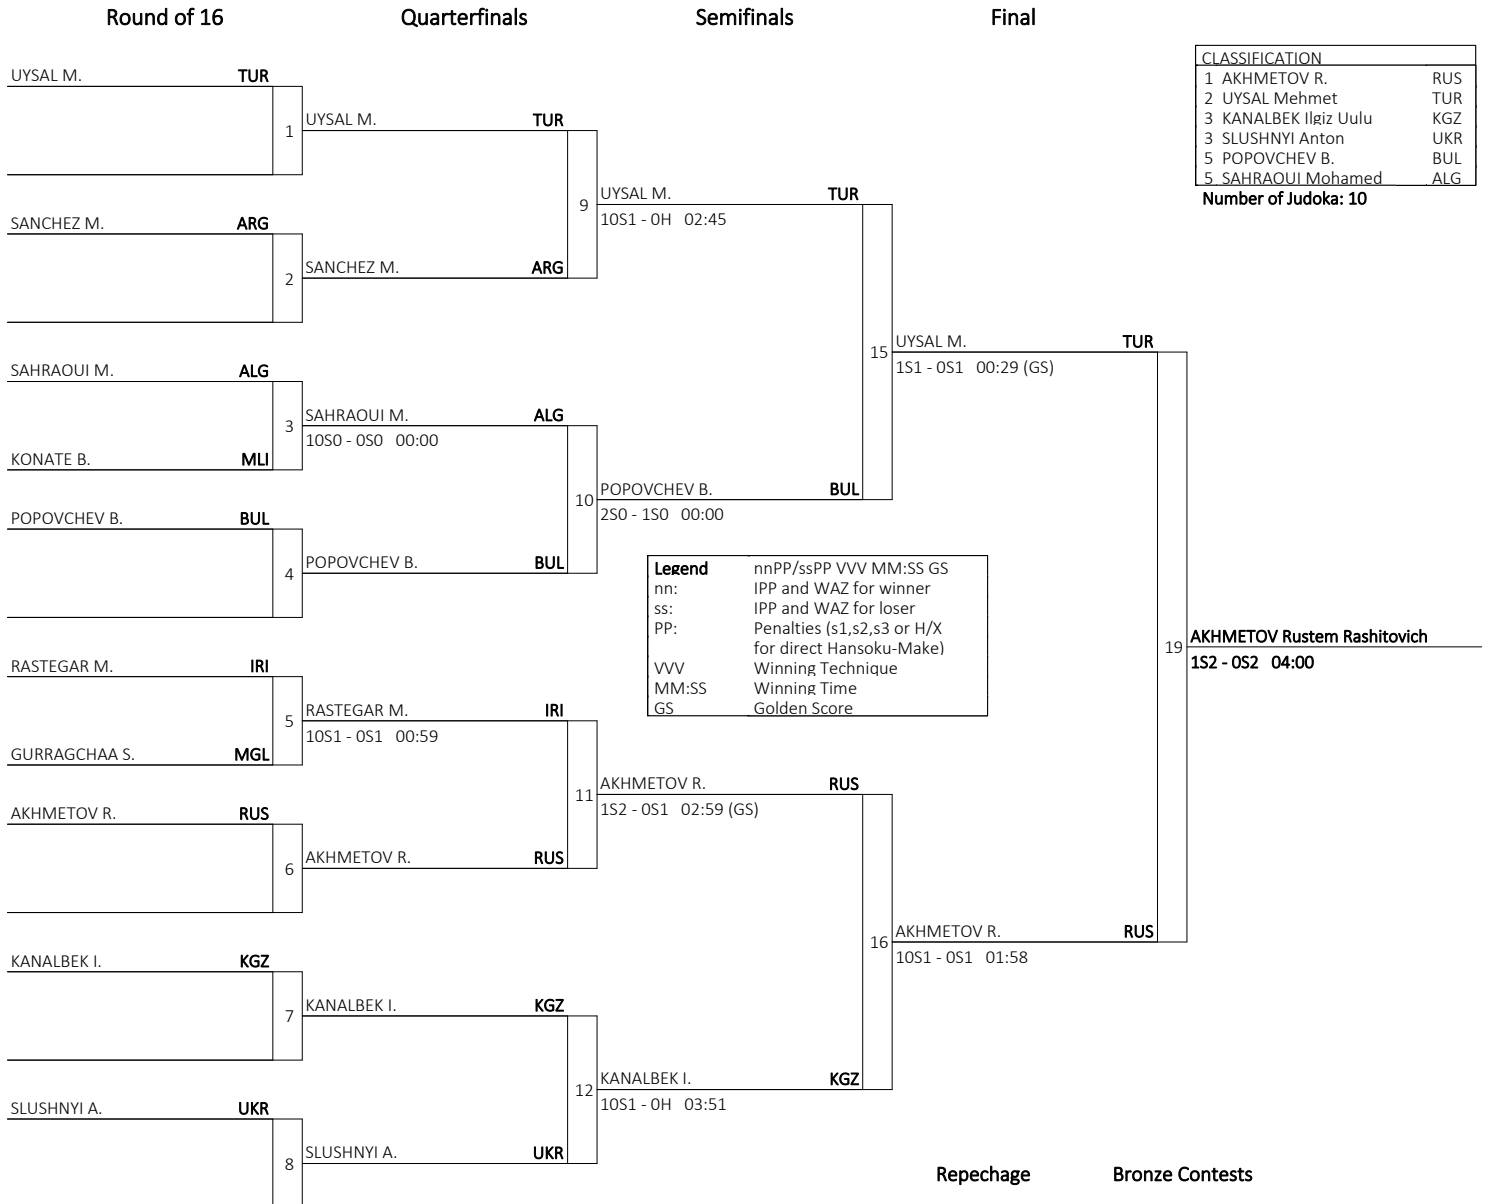 Round of 16 Quarterfinals Semifinals Final
CLASSIFICATION
1 AKHMETOV R. RUS
2 UYSAL Mehmet TUR
3 KANALBEK Ilgiz Uulu KGZ
3 SLUSHNYI Anton UKR
5 POPOVCHEV B. BUL
5 SAHRAOUI Mohamed ALG
Number of Judoka: 10
UYSAL M. TUR
1
SANCHEZ M. ARG
2
SAHRAOUI M. ALG
3
KONATE B. MLI
POPOVCHEV B. BUL
4
RASTEGAR M. IRI
5
GURRAGCHAA S. MGL
AKHMETOV R. RUS
6
KANALBEK I. KGZ
7
SLUSHNYI A. UKR
8
UYSAL M. TUR
9
SANCHEZ M. ARG
SAHRAOUI M. ALG
10S0 - 0S0 00:00
10
POPOVCHEV B. BUL
RASTEGAR M. IRI
10S1 - 0S1 00:59
11
AKHMETOV R. RUS
KANALBEK I. KGZ
12
SLUSHNYI A. UKR
UYSAL M. TUR
10S1 - 0H 02:45
15
POPOVCHEV B. BUL
2S0 - 1S0 00:00
Legend nnPP/ssPP VVV MM:SS GS
nn: IPP and WAZ for winner
ss: IPP and WAZ for loser
PP: Penalties (s1,s2,s3 or H/X
for direct Hansoku-Make)
VVV Winning Technique
MM:SS Winning Time
GS Golden Score
AKHMETOV R. RUS
1S2 - 0S1 02:59 (GS)
16
KANALBEK I. KGZ
10S1 - 0H 03:51
UYSAL M. TUR
1S1 - 0S1 00:29 (GS)
19
AKHMETOV R. RUS
10S1 - 0S1 01:58
AKHMETOV Rustem Rashitovich
1S2 - 0S2 04:00
Repechage Bronze Contests